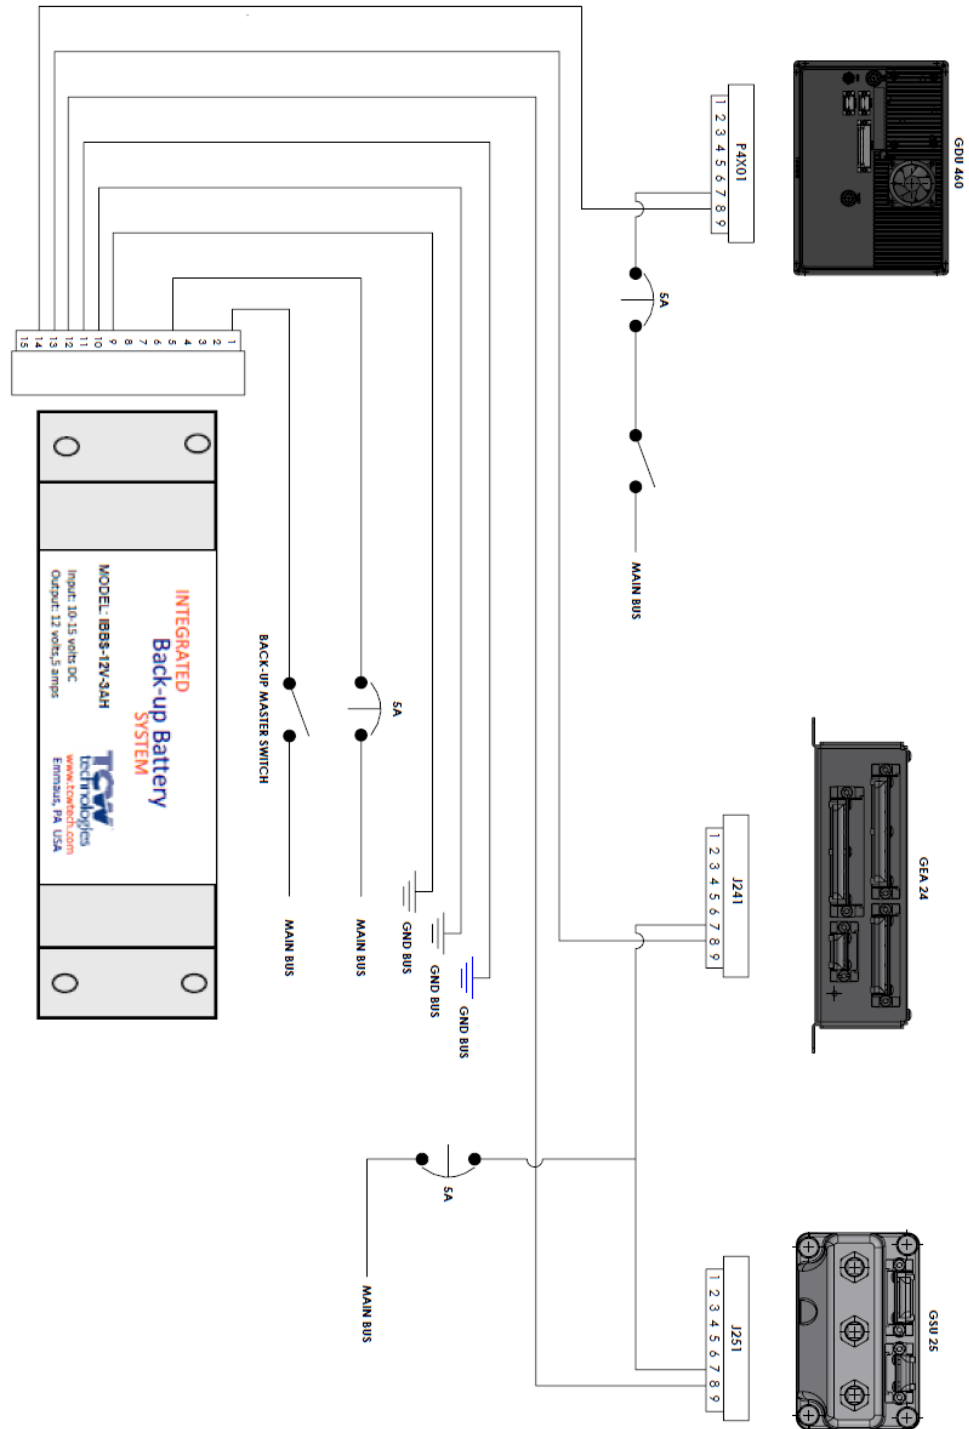 GDU 460
P4X01
1 2 3 4 5 6 7 8 9
5A
MAIN BUS
15 14 13 12 11 10 9 8 7 6 5 4 3 2 1
INTEGRATED
Back-up Battery
SYSTEM
MODEL: IBBS-12V-3AH
Input: 10-15 volts DC
Output: 12 volts,5 amps
TCW
technologies
www.tcwtech.com
Emmaus, PA USA
BACK-UP MASTER SWITCH
5A
MAIN BUS
MAIN BUS
GND BUS
GND BUS
GND BUS
GEA 24
J241
1 2 3 4 5 6 7 8 9
5A
MAIN BUS
GSU 25
J251
1 2 3 4 5 6 7 8 9